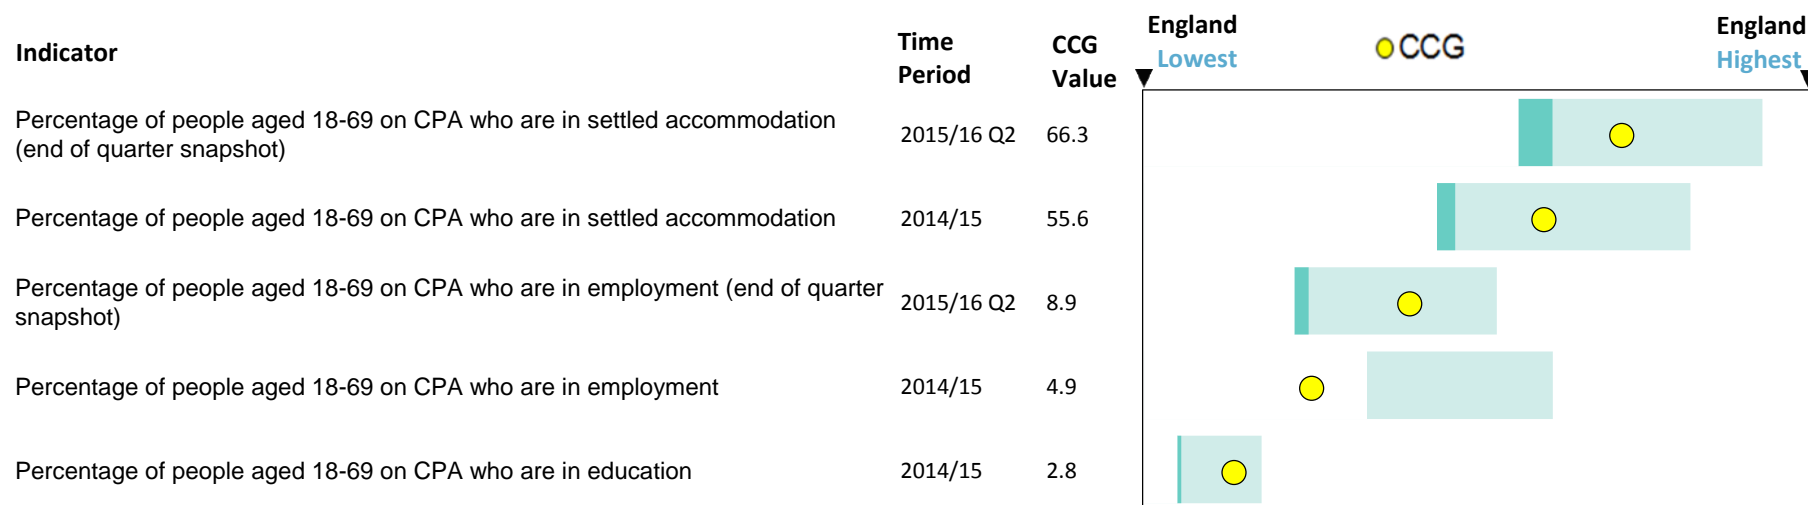 Indicator
Time
Period
CCG
Value
England
Lowest
CCG
England
Highest
Percentage of people aged 18-69 on CPA who are in settled accommodation
(end of quarter snapshot)
2015/16 Q2
66.3
Percentage of people aged 18-69 on CPA who are in settled accommodation
2014/15
55.6
Percentage of people aged 18-69 on CPA who are in employment (end of quarter
snapshot)
2015/16 Q2
8.9
Percentage of people aged 18-69 on CPA who are in employment
2014/15
4.9
Percentage of people aged 18-69 on CPA who are in education
2014/15
2.8